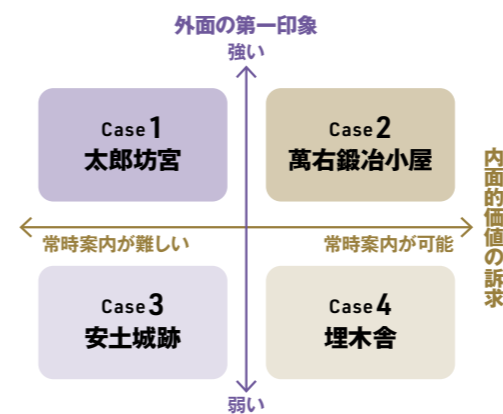 外面の第一印象
強い
Case 1
太郎坊宮
Case 2
萬右鍛冶小屋
内面的価値の訴求
常時案内が難しい
常時案内が可能
Case 3
安土城跡
Case 4
埋木舎
弱い